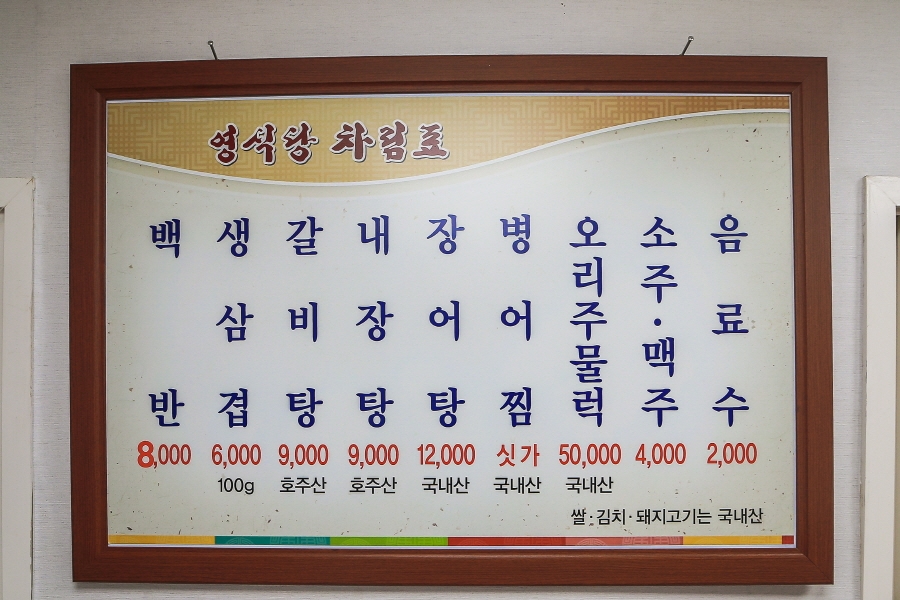 영식당 차림표
백반 8,000
생삼겹 6,000 100g
갈비탕 9,000 호주산
내장탕 9,000 호주산
장어탕 12,000 국내산
병어찜 싯가 국내산
오리주물럭 50,000 국내산
소주·맥주 4,000
음료수 2,000
쌀·김치·돼지고기는 국내산